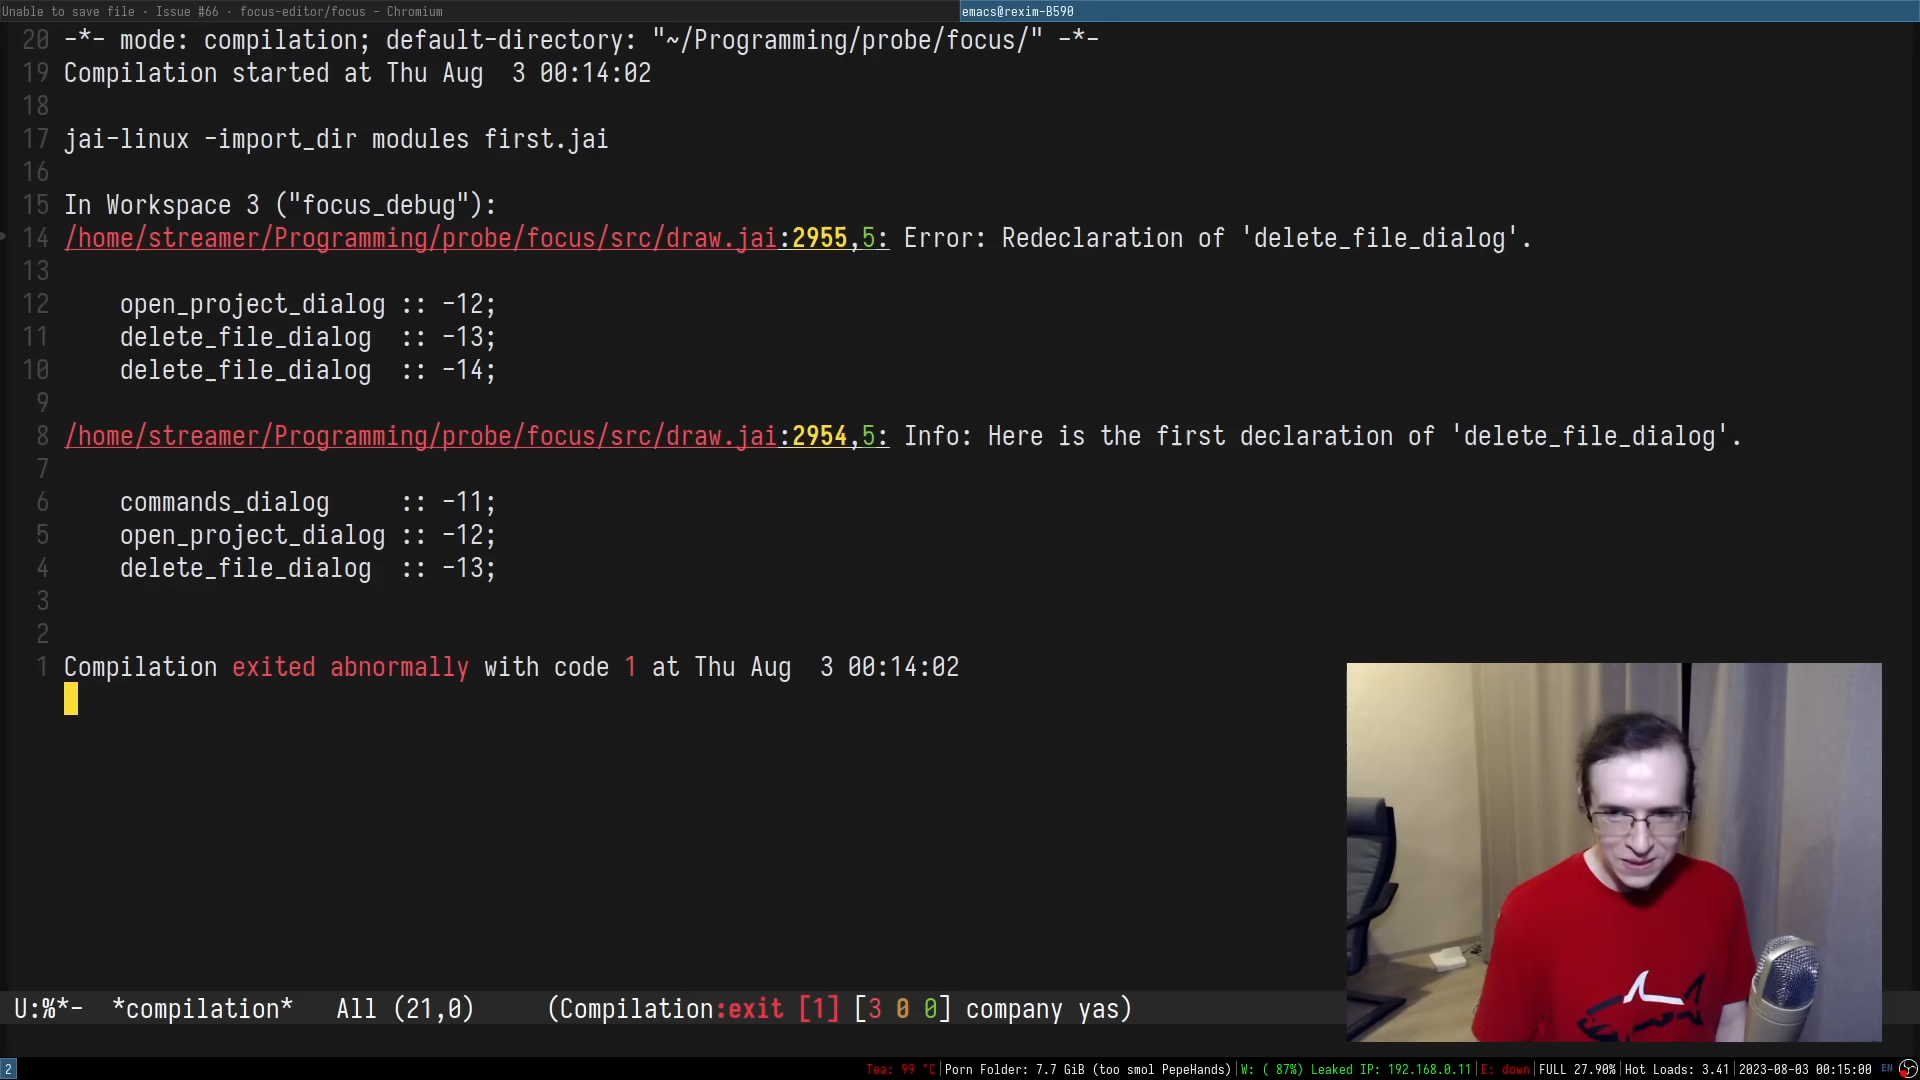 Unable to save file · Issue #66 · focus-editor/focus - Chromium
emacs@rexim-B590
20 -*- mode: compilation; default-directory: "~/Programming/probe/focus/" -*-
19 Compilation started at Thu Aug  3 00:14:02
18
17 jai-linux -import_dir modules first.jai
16
15 In Workspace 3 ("focus_debug"):
14 /home/streamer/Programming/probe/focus/src/draw.jai:2955,5: Error: Redeclaration of 'delete_file_dialog'.
13
12     open_project_dialog :: -12;
11     delete_file_dialog  :: -13;
10     delete_file_dialog  :: -14;
9
8 /home/streamer/Programming/probe/focus/src/draw.jai:2954,5: Info: Here is the first declaration of 'delete_file_dialog'.
7
6     commands_dialog     :: -11;
5     open_project_dialog :: -12;
4     delete_file_dialog  :: -13;
3
2
1 Compilation exited abnormally with code 1 at Thu Aug  3 00:14:02
U:%*-  *compilation*   All (21,0)     (Compilation:exit [1] [3 0 0] company yas)
2
Tea: 99 °C|Porn Folder: 7.7 GiB (too smol PepeHands)|W: ( 87%) Leaked IP: 192.168.0.11|E: down|FULL 27.90%|Hot Loads: 3.41|2023-08-03 00:15:00 EN